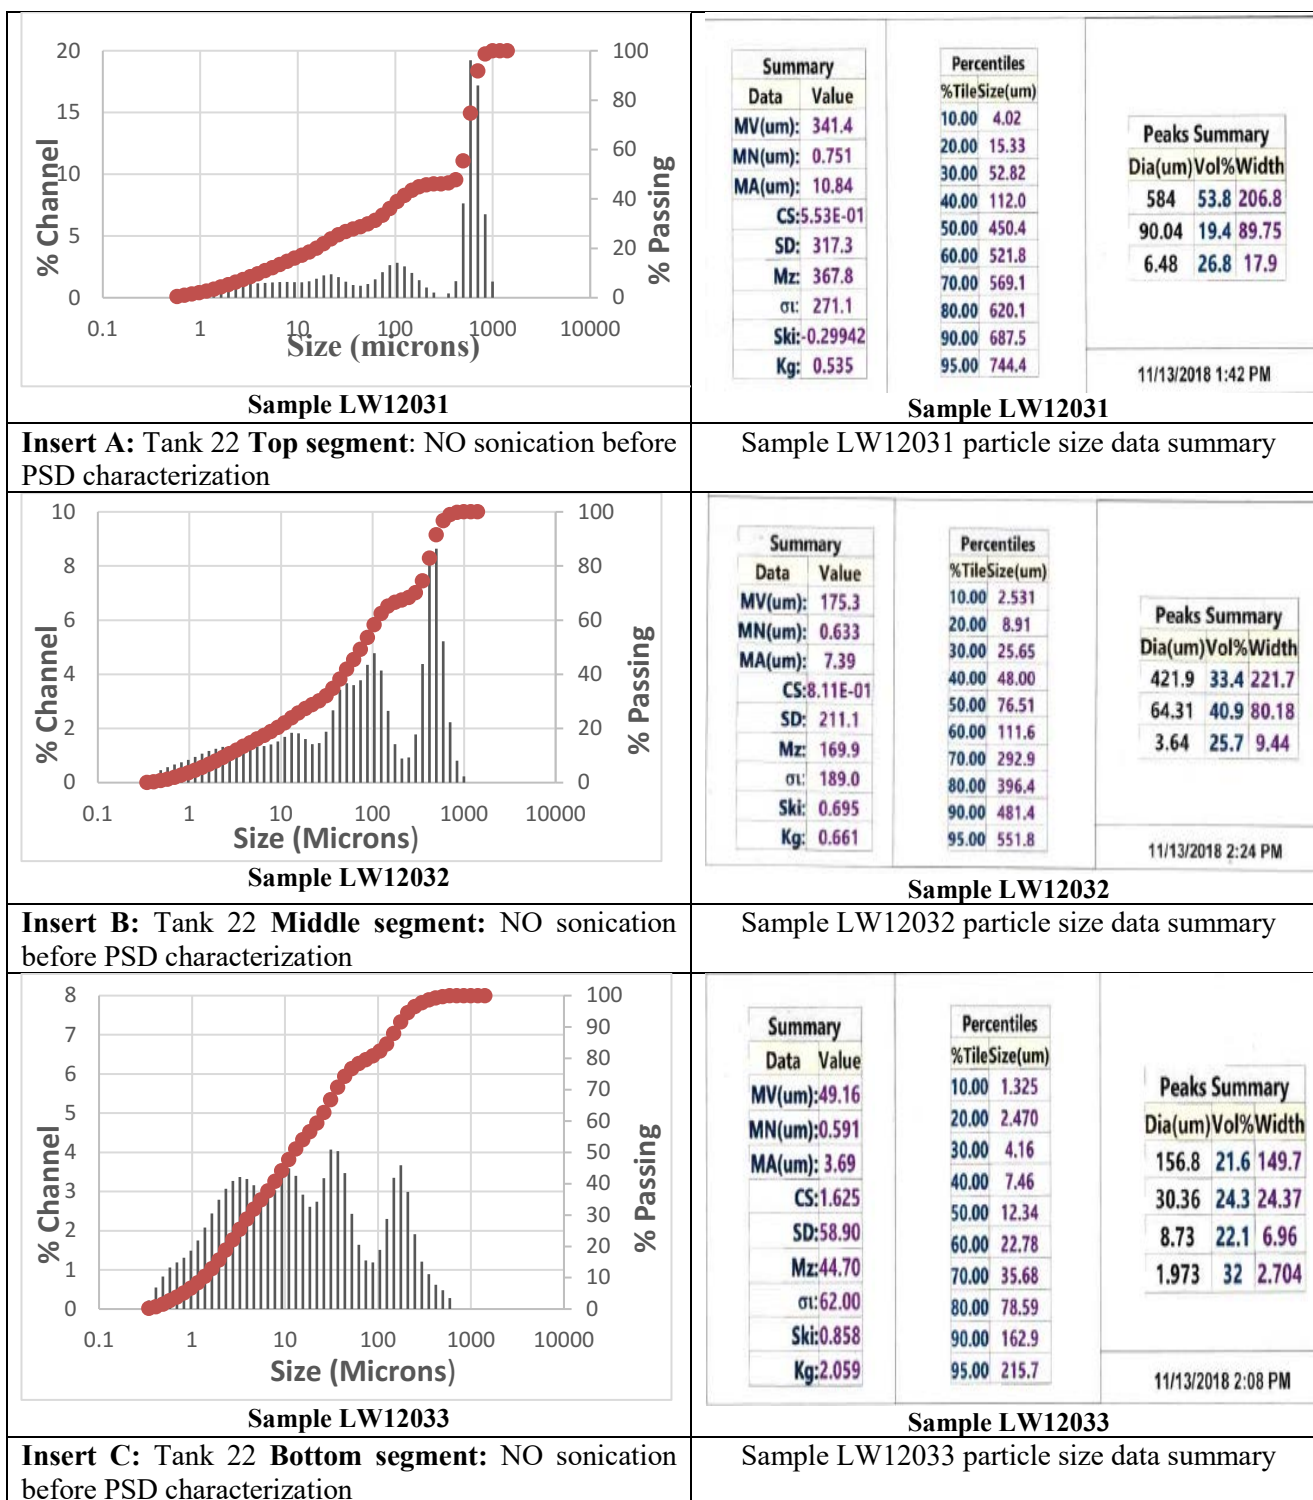 20
15
10
5
0
% Channel
100
80
60
40
20
0
% Passing
0.1 1 10 100 1000 10000
Size (microns)
Sample LW12031
Summary
Data Value
MV(um): 341.4
MN(um): 0.751
MA(um): 10.84
CS:5.53E-01
SD: 317.3
Mz: 367.8
σι: 271.1
Ski:-0.29942
Kg: 0.535
Percentiles
%TileSize(um)
10.00 4.02
20.00 15.33
30.00 52.82
40.00 112.0
50.00 450.4
60.00 521.8
70.00 569.1
80.00 620.1
90.00 687.5
95.00 744.4
Peaks Summary
Dia(um)Vol%Width
584 53.8 206.8
90.04 19.4 89.75
6.48 26.8 17.9
11/13/2018 1:42 PM
Sample LW12031
Insert A: Tank 22 Top segment: NO sonication before
PSD characterization
Sample LW12031 particle size data summary
10
8
6
4
2
0
% Channel
100
80
60
40
20
0
% Passing
0.1 1 10 100 1000 10000
Size (Microns)
Sample LW12032
Summary
Data Value
MV(um): 175.3
MN(um): 0.633
MA(um): 7.39
CS:8.11E-01
SD: 211.1
Mz: 169.9
σι: 189.0
Ski: 0.695
Kg: 0.661
Percentiles
%TileSize(um)
10.00 2.531
20.00 8.91
30.00 25.65
40.00 48.00
50.00 76.51
60.00 111.6
70.00 292.9
80.00 396.4
90.00 481.4
95.00 551.8
Peaks Summary
Dia(um)Vol%Width
421.9 33.4 221.7
64.31 40.9 80.18
3.64 25.7 9.44
11/13/2018 2:24 PM
Sample LW12032
Insert B: Tank 22 Middle segment: NO sonication
before PSD characterization
Sample LW12032 particle size data summary
8
7
6
5
4
3
2
1
0
% Channel
100
90
80
70
60
50
40
30
20
10
0
% Passing
0.1 1 10 100 1000 10000
Size (Microns)
Sample LW12033
Summary
Data Value
MV(um):49.16
MN(um):0.591
MA(um): 3.69
CS:1.625
SD:58.90
Mz:44.70
σι:62.00
Ski:0.858
Kg:2.059
Percentiles
%TileSize(um)
10.00 1.325
20.00 2.470
30.00 4.16
40.00 7.46
50.00 12.34
60.00 22.78
70.00 35.68
80.00 78.59
90.00 162.9
95.00 215.7
Peaks Summary
Dia(um)Vol%Width
156.8 21.6 149.7
30.36 24.3 24.37
8.73 22.1 6.96
1.973 32 2.704
11/13/2018 2:08 PM
Sample LW12033
Insert C: Tank 22 Bottom segment: NO sonication
before PSD characterization
Sample LW12033 particle size data summary